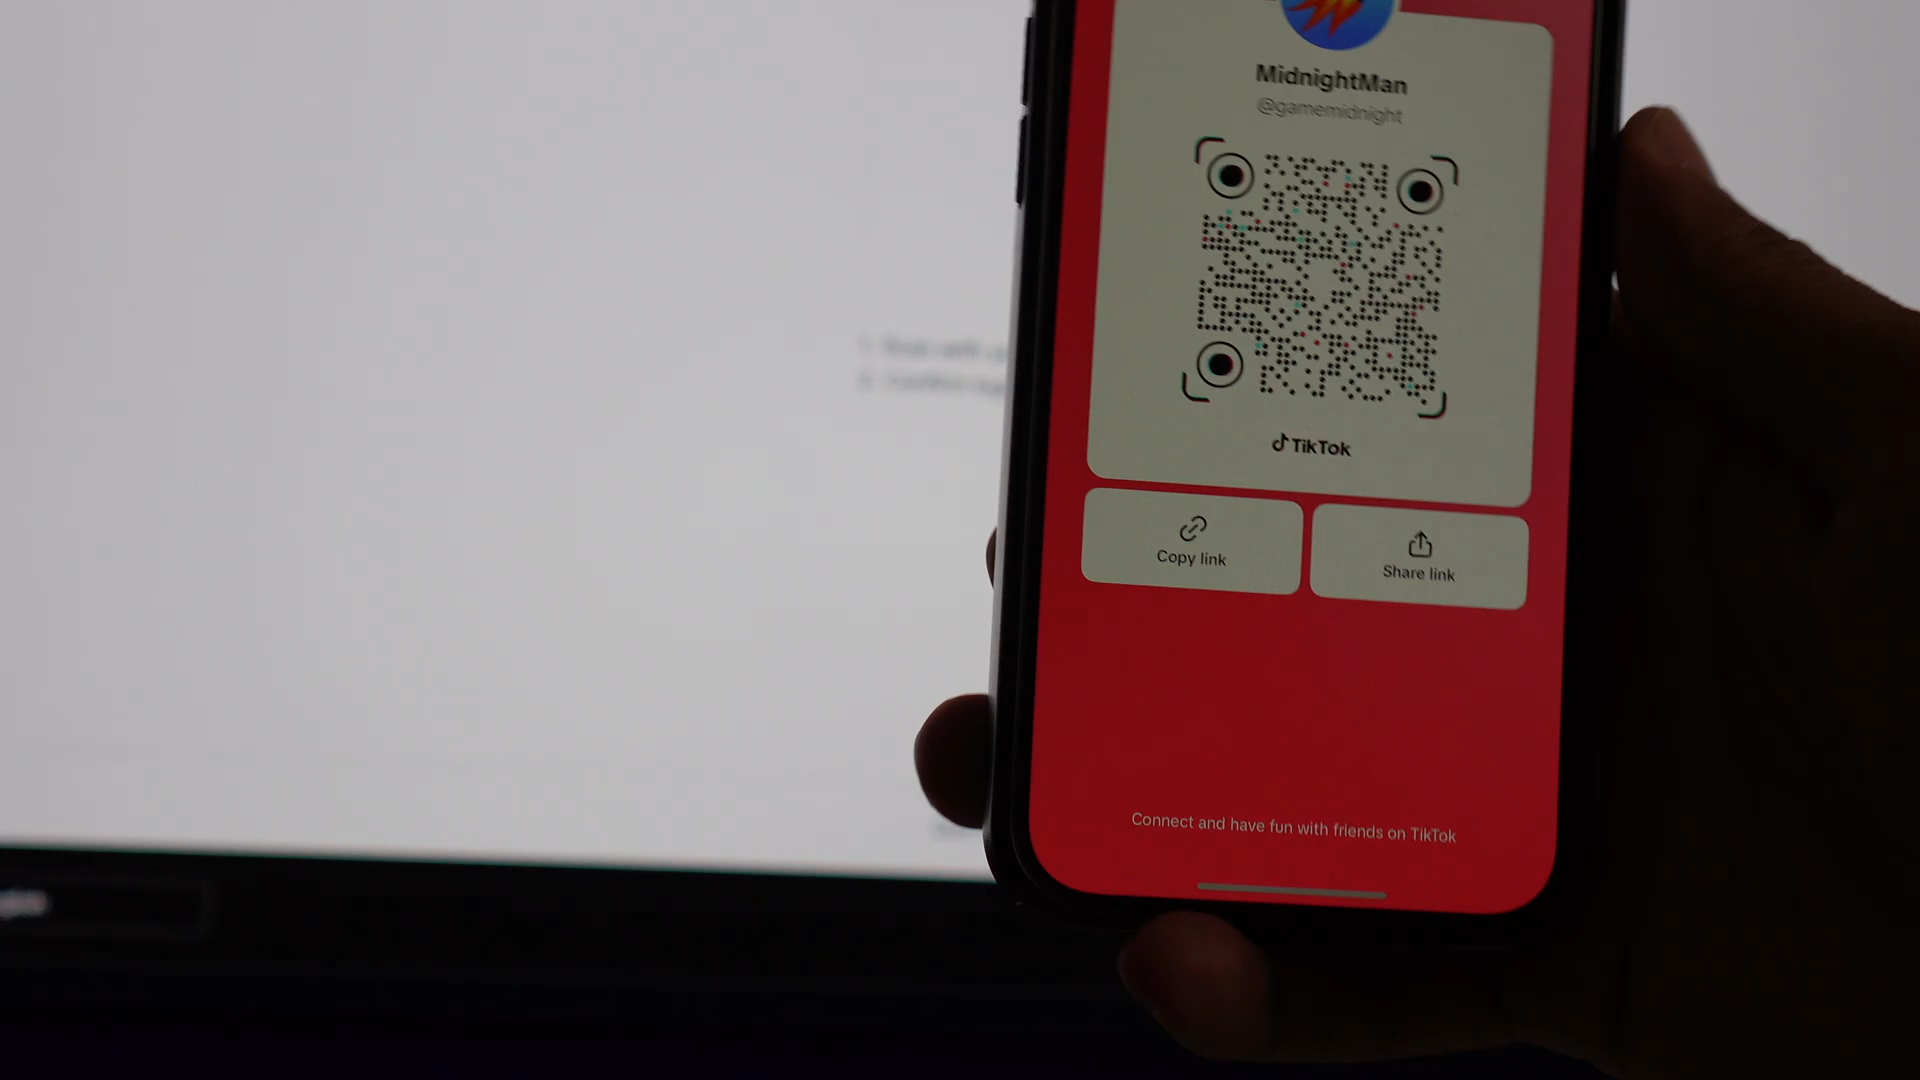 MidnightMan
@gamemidnight
TikTok
Copy link
Share link
Connect and have fun with friends on TikTok